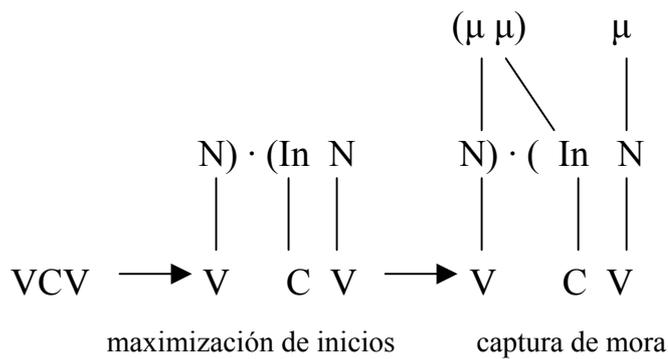 (μ μ) μ
N) · (In N N) · ( In N
VCV V C V V C V
maximización de inicios captura de mora